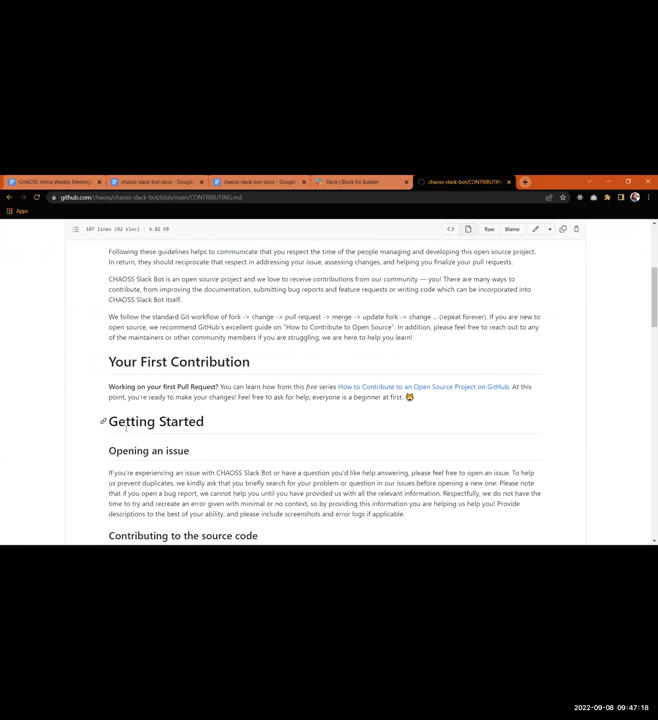 CHAOSS Africa Weekly Meeting
chaoss-slack-bot-docs - Google
chaoss-slack-bot-docs - Google
Slack | Block Kit Builder
chaoss-slack-bot/CONTRIBUTIN
github.com/chaoss/chaoss-slack-bot/blob/main/CONTRIBUTING.md
Apps
107 lines (82 sloc) 6.82 KB
Raw
Blame
Following these guidelines helps to communicate that you respect the time of the people managing and developing this open source project.
In return, they should reciprocate that respect in addressing your issue, assessing changes, and helping you finalize your pull requests.
CHAOSS Slack Bot is an open source project and we love to receive contributions from our community — you! There are many ways to
contribute, from improving the documentation, submitting bug reports and feature requests or writing code which can be incorporated into
CHAOSS Slack Bot itself.
We follow the standard Git workflow of fork -> change -> pull request -> merge -> update fork -> change ... (repeat forever). If you are new to
open source, we recommend GitHub's excellent guide on "How to Contribute to Open Source". In addition, please feel free to reach out to any
of the maintainers or other community members if you are struggling; we are here to help you learn!
Your First Contribution
Working on your first Pull Request? You can learn how from this free series How to Contribute to an Open Source Project on GitHub. At this
point, you're ready to make your changes! Feel free to ask for help; everyone is a beginner at first. 😸
Getting Started
Opening an issue
If you're experiencing an issue with CHAOSS Slack Bot or have a question you'd like help answering, please feel free to open an issue. To help
us prevent duplicates, we kindly ask that you briefly search for your problem or question in our issues before opening a new one. Please note
that if you open a bug report, we cannot help you until you have provided us with all the relevant information. Respectfully, we do not have the
time to try and recreate an error given with minimal or no context, so by providing this information you are helping us help you! Provide
descriptions to the best of your ability, and please include screenshots and error logs if applicable.
Contributing to the source code
2022-09-08 09:47:18